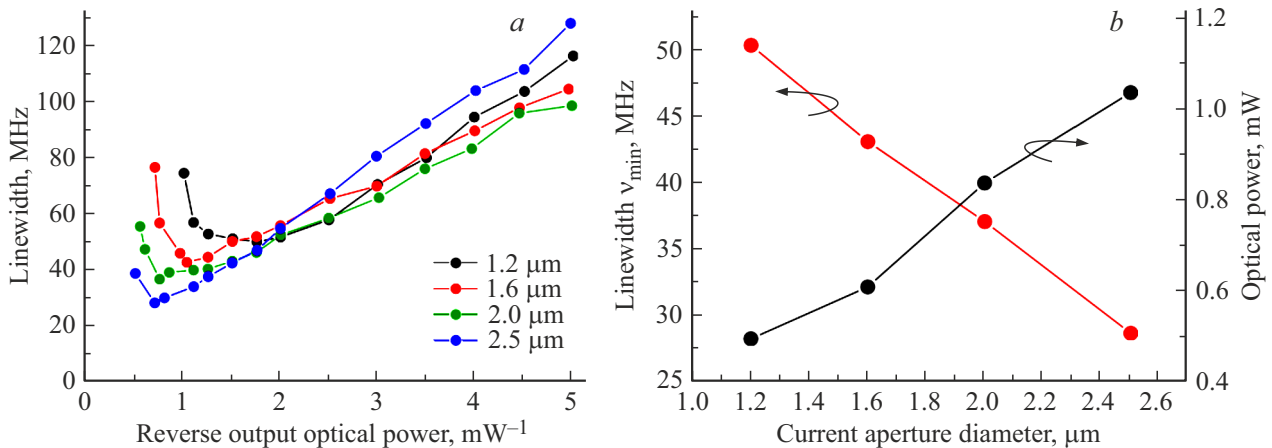 a
Linewidth, MHz
120
100
80
60
40
20
0
1.2 μm
1.6 μm
2.0 μm
2.5 μm
0 1 2 3 4 5
Reverse output optical power, mW–1
b
Linewidth νmin, MHz
50
45
40
35
30
25
1.2
1.0
0.8
0.6
0.4
Optical power, mW
1.0 1.2 1.4 1.6 1.8 2.0 2.2 2.4 2.6
Current aperture diameter, μm